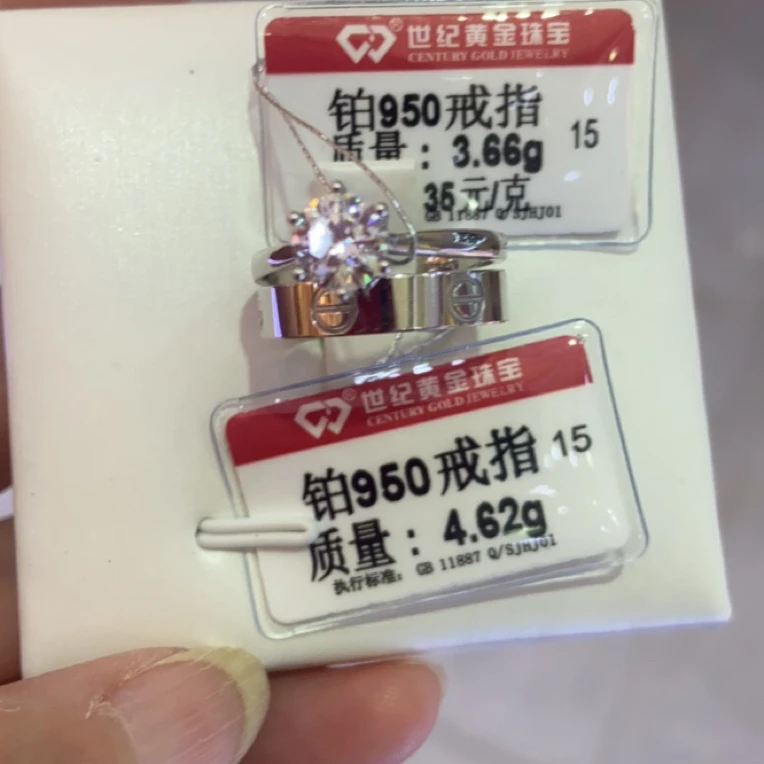 世纪黄金珠宝
CENTURY GOLD JEWELRY
铂950戒指
15
质量：3.66g
35元/克
GB 11887 Q/SJHJ01
世纪黄金珠宝
CENTURY GOLD JEWELRY
铂950戒指 15
质量：4.62g
执行标准：GB 11887 Q/SJHJ01